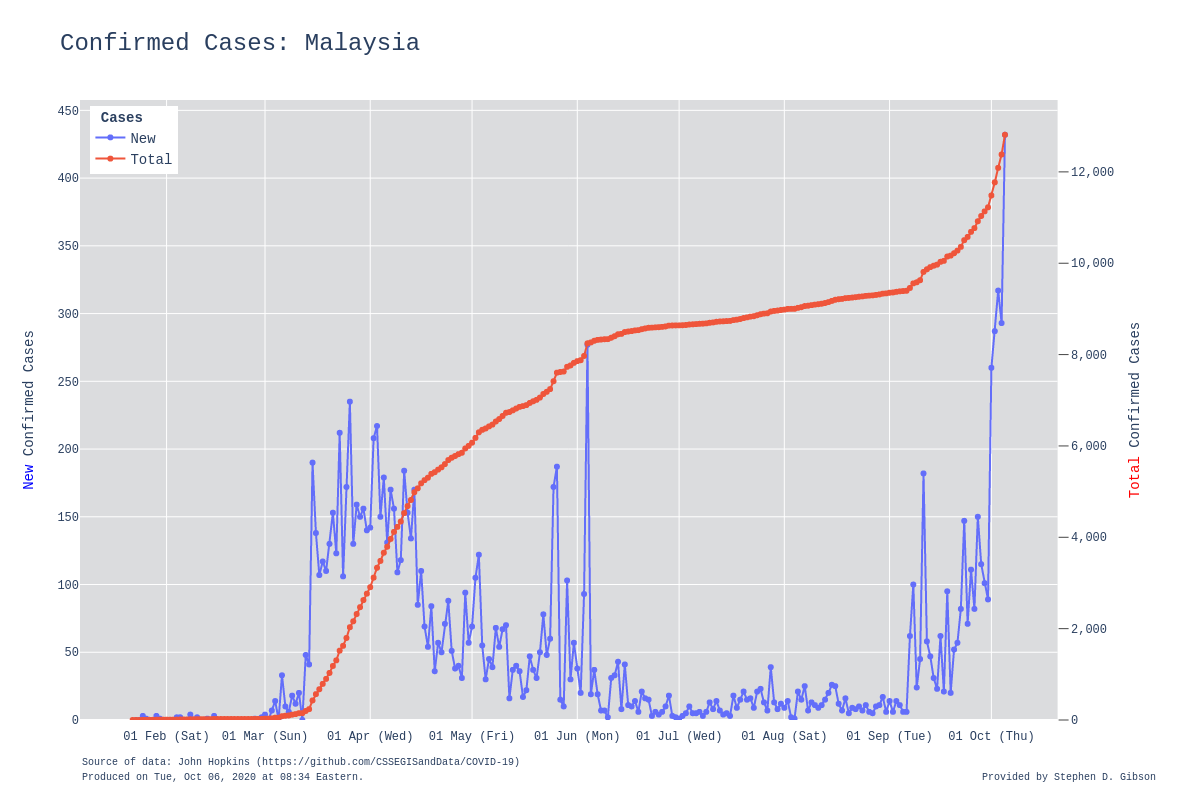 Confirmed Cases: Malaysia
Cases
New
Total
450
400
350
300
250
200
150
100
50
0
New Confirmed Cases
12,000
10,000
8,000
6,000
4,000
2,000
0
Total Confirmed Cases
01 Feb (Sat) 01 Mar (Sun) 01 Apr (Wed) 01 May (Fri) 01 Jun (Mon) 01 Jul (Wed) 01 Aug (Sat) 01 Sep (Tue) 01 Oct (Thu)
Source of data: John Hopkins (https://github.com/CSSEGISandData/COVID-19)
Produced on Tue, Oct 06, 2020 at 08:34 Eastern.
Provided by Stephen D. Gibson